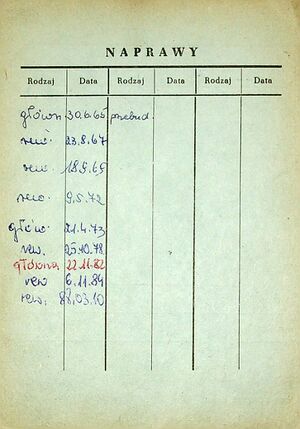 NAPRAWY
Rodzaj Data Rodzaj Data Rodzaj Data
główn 30.6.65 przebud.
rew. 23.8.67
rew. 18.9.69
rew. 9.5.72
głów. 21.4.73
rew. 25.10.78
główna 22.11.82
rew 6.11.84
rew. 88.03.10